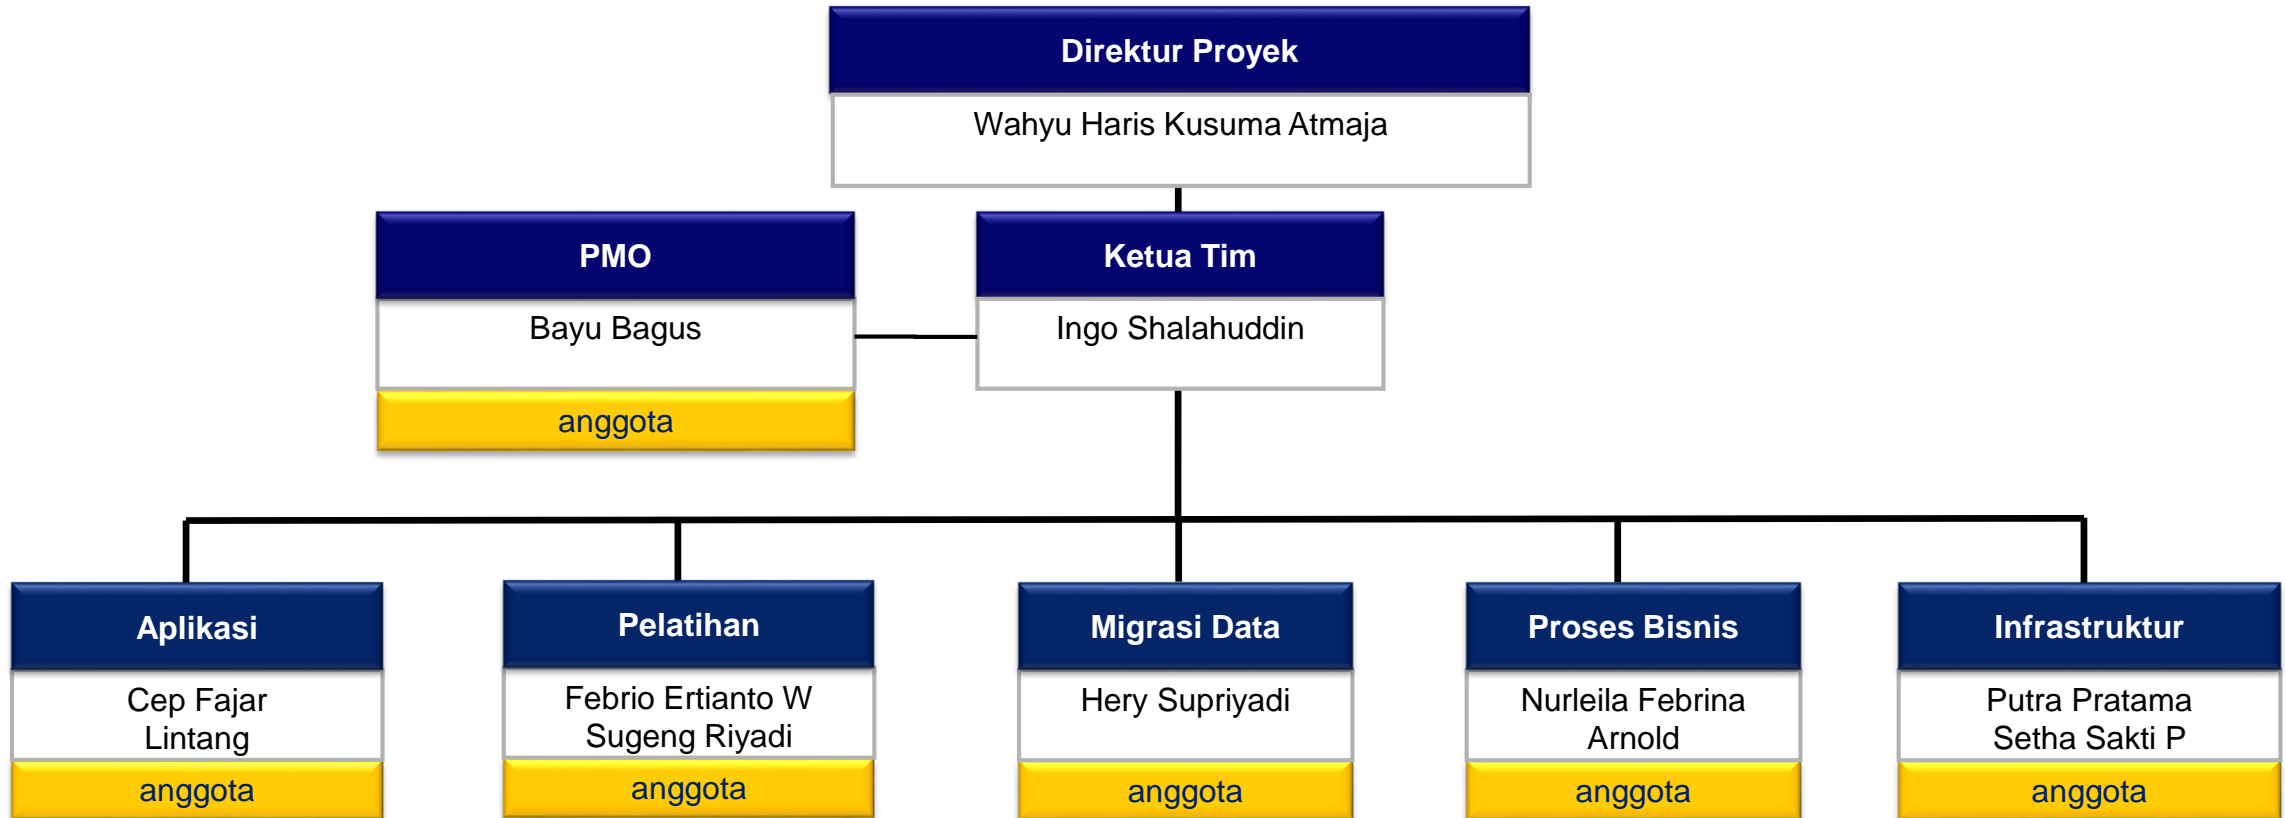 Direktur Proyek
Wahyu Haris Kusuma Atmaja
PMO
Bayu Bagus
anggota
Ketua Tim
Ingo Shalahuddin
Aplikasi
Cep Fajar
Lintang
anggota
Pelatihan
Febrio Ertianto W
Sugeng Riyadi
anggota
Migrasi Data
Hery Supriyadi
anggota
Proses Bisnis
Nurleila Febrina
Arnold
anggota
Infrastruktur
Putra Pratama
Setha Sakti P
anggota